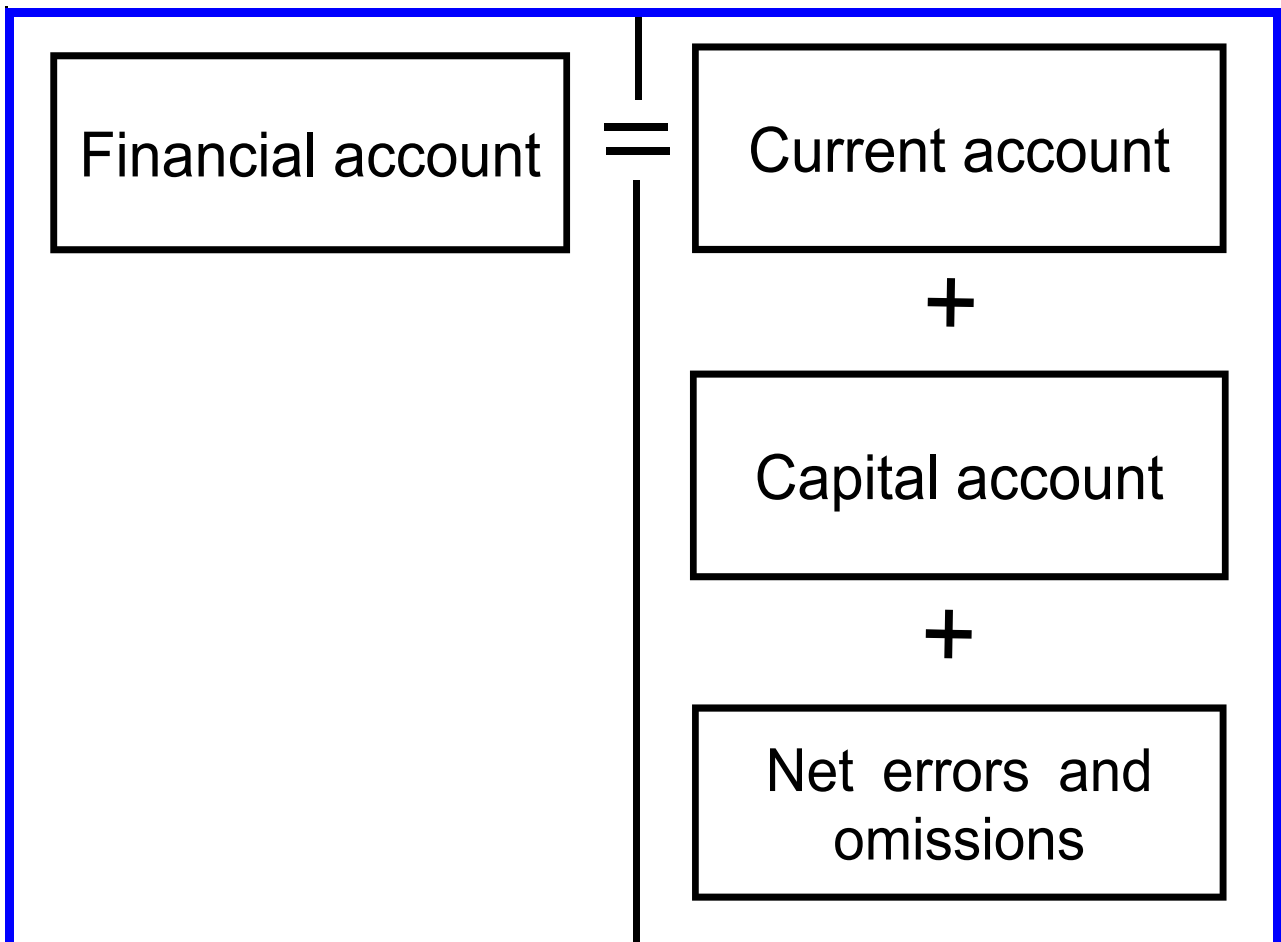 Financial account
=
Current account
+
Capital account
+
Net errors and
omissions